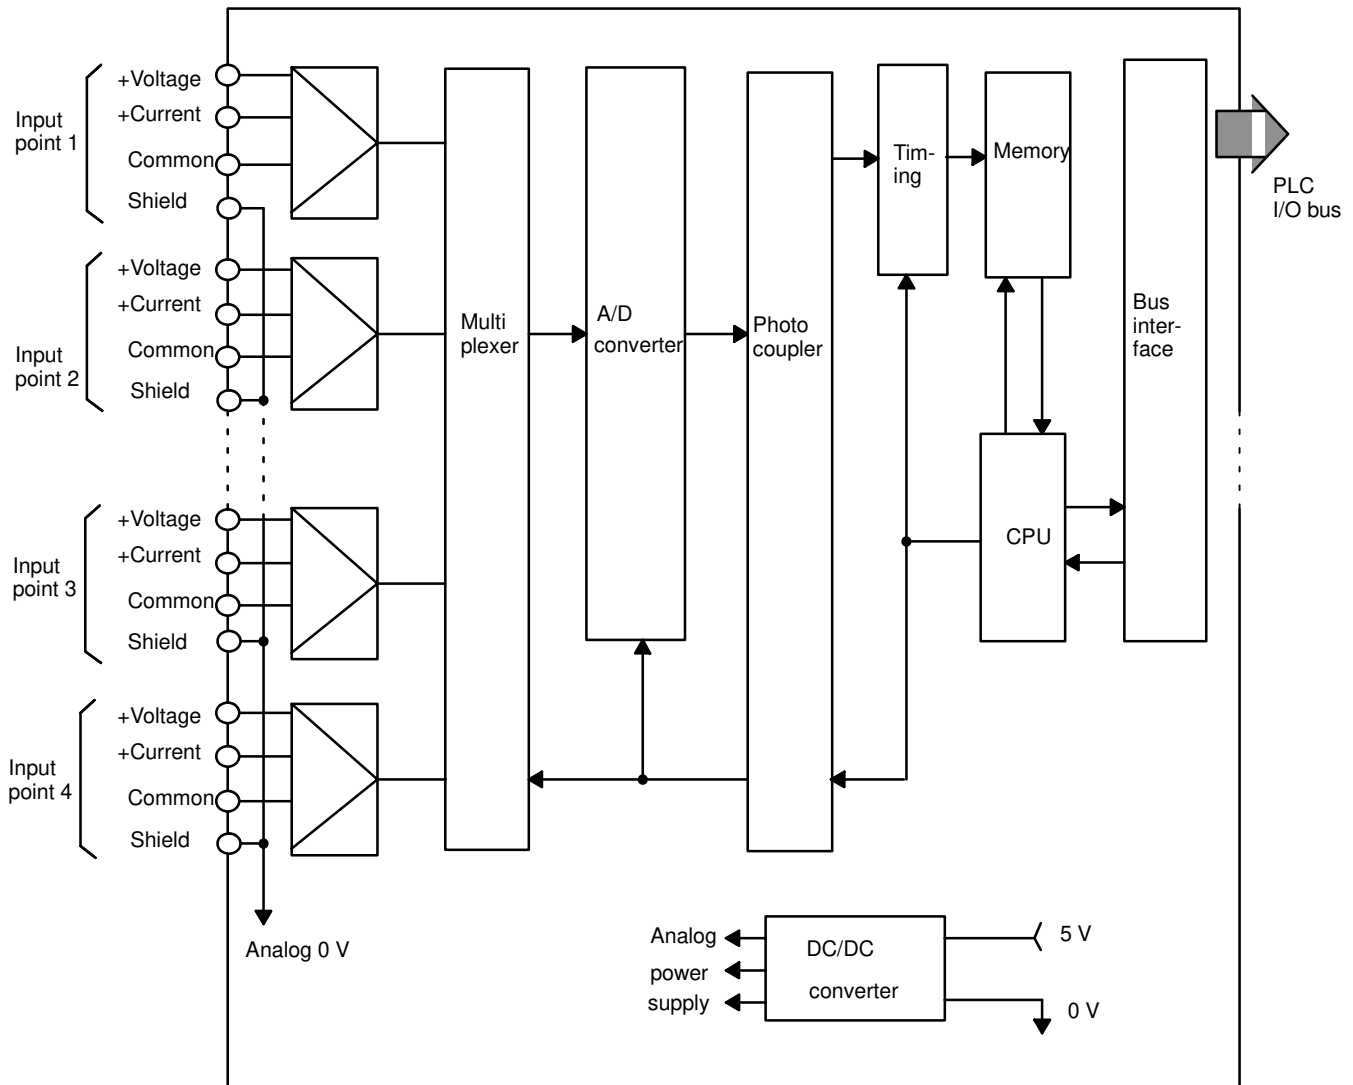 Input
point 1
+Voltage
+Current
Common
Shield
Input
point 2
+Voltage
+Current
Common
Shield
Input
point 3
+Voltage
+Current
Common
Shield
Input
point 4
+Voltage
+Current
Common
Shield
Analog 0 V
Multi
plexer
A/D
converter
Photo
coupler
Tim-
ing
Memory
CPU
Bus
inter-
face
PLC
I/O bus
Analog
power
supply
DC/DC
converter
5 V
0 V